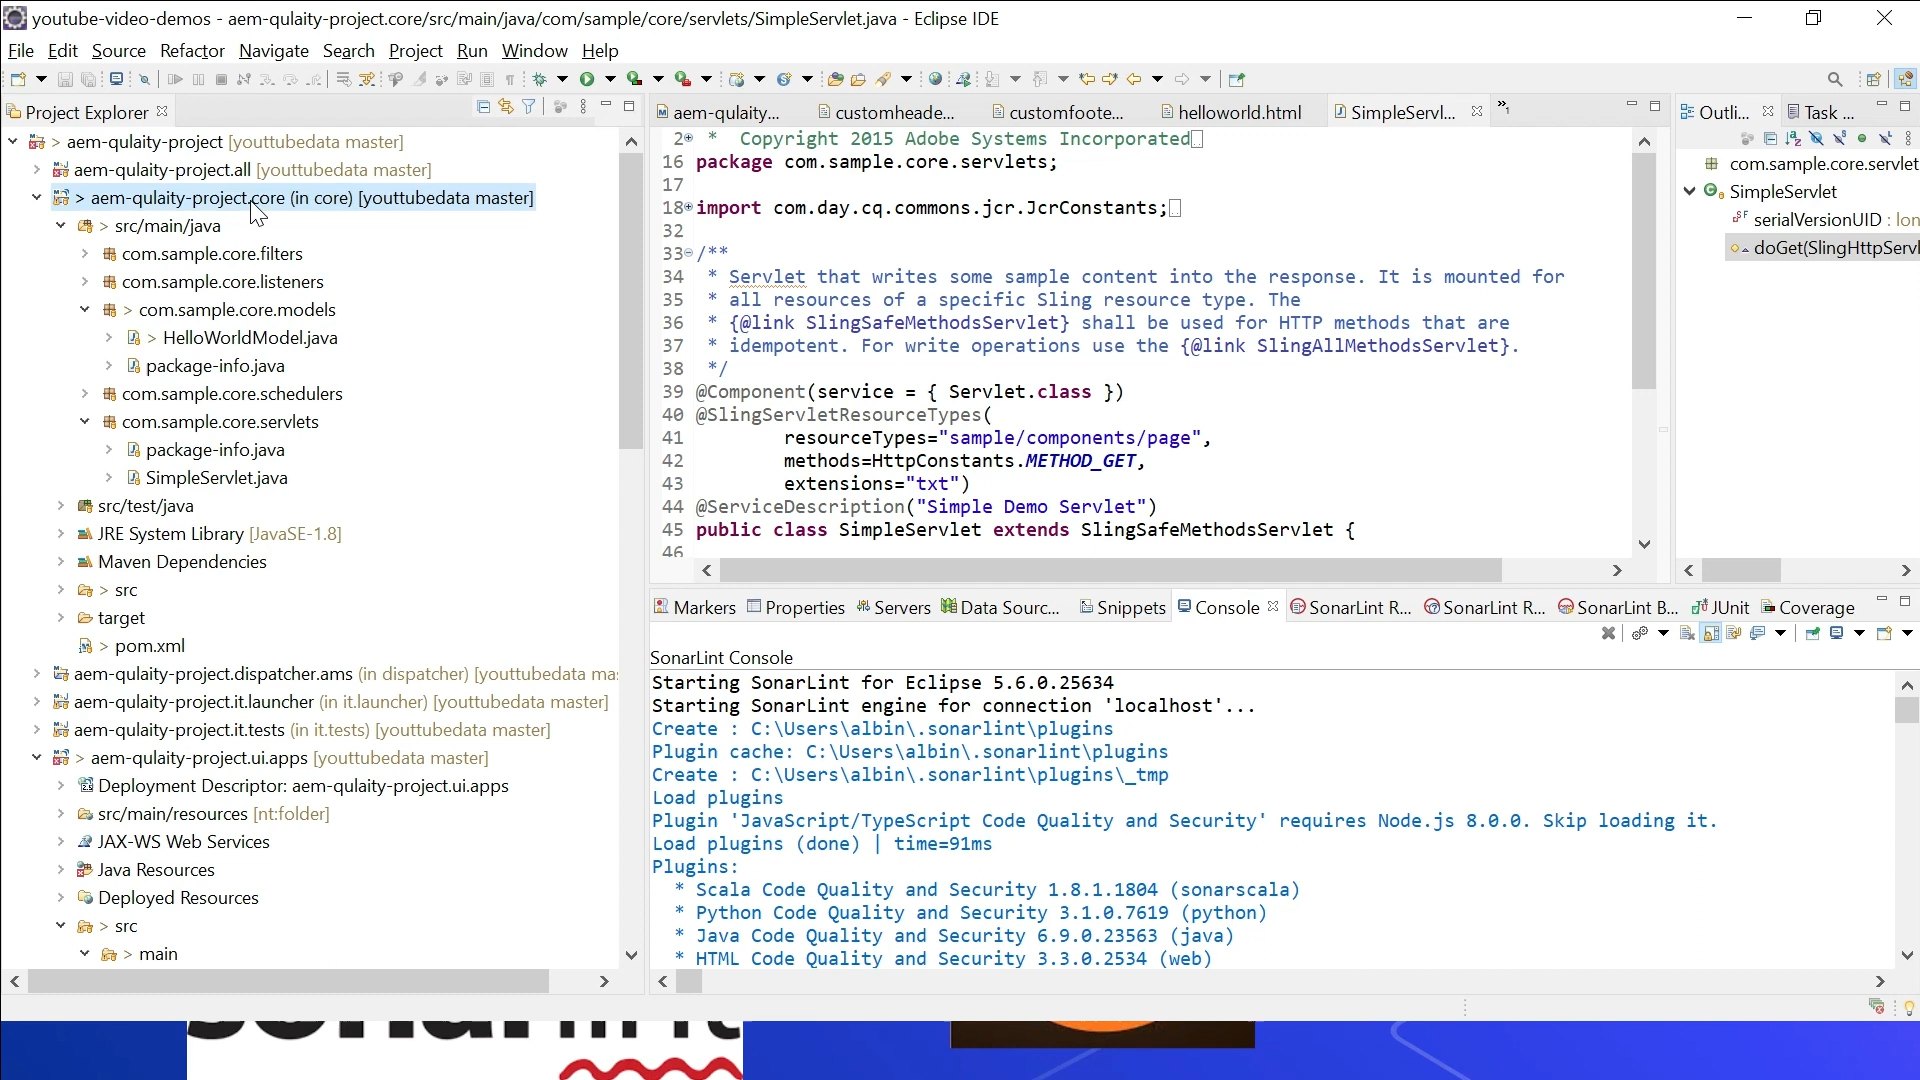 youtube-video-demos - aem-qulaity-project.core/src/main/java/com/sample/core/servlets/SimpleServlet.java - Eclipse IDE
File Edit Source Refactor Navigate Search Project Run Window Help
Project Explorer
> aem-qulaity-project [youttubedata master]
aem-qulaity-project.all [youttubedata master]
> aem-qulaity-project.core (in core) [youttubedata master]
> src/main/java
com.sample.core.filters
com.sample.core.listeners
> com.sample.core.models
> HelloWorldModel.java
package-info.java
com.sample.core.schedulers
com.sample.core.servlets
package-info.java
SimpleServlet.java
src/test/java
JRE System Library [JavaSE-1.8]
Maven Dependencies
> src
target
> pom.xml
aem-qulaity-project.dispatcher.ams (in dispatcher) [youttubedata ma
aem-qulaity-project.it.launcher (in it.launcher) [youttubedata master]
aem-qulaity-project.it.tests (in it.tests) [youttubedata master]
> aem-qulaity-project.ui.apps [youttubedata master]
Deployment Descriptor: aem-qulaity-project.ui.apps
src/main/resources [nt:folder]
JAX-WS Web Services
Java Resources
Deployed Resources
> src
> main
aem-qulaity... customheade... customfoote... helloworld.html SimpleServl... »1
2 * Copyright 2015 Adobe Systems Incorporated
16 package com.sample.core.servlets;
17
18 import com.day.cq.commons.jcr.JcrConstants;
32
33 /**
34 * Servlet that writes some sample content into the response. It is mounted for
35 * all resources of a specific Sling resource type. The
36 * {@link SlingSafeMethodsServlet} shall be used for HTTP methods that are
37 * idempotent. For write operations use the {@link SlingAllMethodsServlet}.
38 */
39 @Component(service = { Servlet.class })
40 @SlingServletResourceTypes(
41 resourceTypes="sample/components/page",
42 methods=HttpConstants.METHOD_GET,
43 extensions="txt")
44 @ServiceDescription("Simple Demo Servlet")
45 public class SimpleServlet extends SlingSafeMethodsServlet {
46
Outli... Task ...
com.sample.core.servlet
SimpleServlet
serialVersionUID : lon
doGet(SlingHttpServl
Markers Properties Servers Data Sourc... Snippets Console SonarLint R... SonarLint R... SonarLint B... JUnit Coverage
SonarLint Console
Starting SonarLint for Eclipse 5.6.0.25634
Starting SonarLint engine for connection 'localhost'...
Create : C:\Users\albin\.sonarlint\plugins
Plugin cache: C:\Users\albin\.sonarlint\plugins
Create : C:\Users\albin\.sonarlint\plugins\_tmp
Load plugins
Plugin 'JavaScript/TypeScript Code Quality and Security' requires Node.js 8.0.0. Skip loading it.
Load plugins (done) | time=91ms
Plugins:
* Scala Code Quality and Security 1.8.1.1804 (sonarscala)
* Python Code Quality and Security 3.1.0.7619 (python)
* Java Code Quality and Security 6.9.0.23563 (java)
* HTML Code Quality and Security 3.3.0.2534 (web)
sonarlint